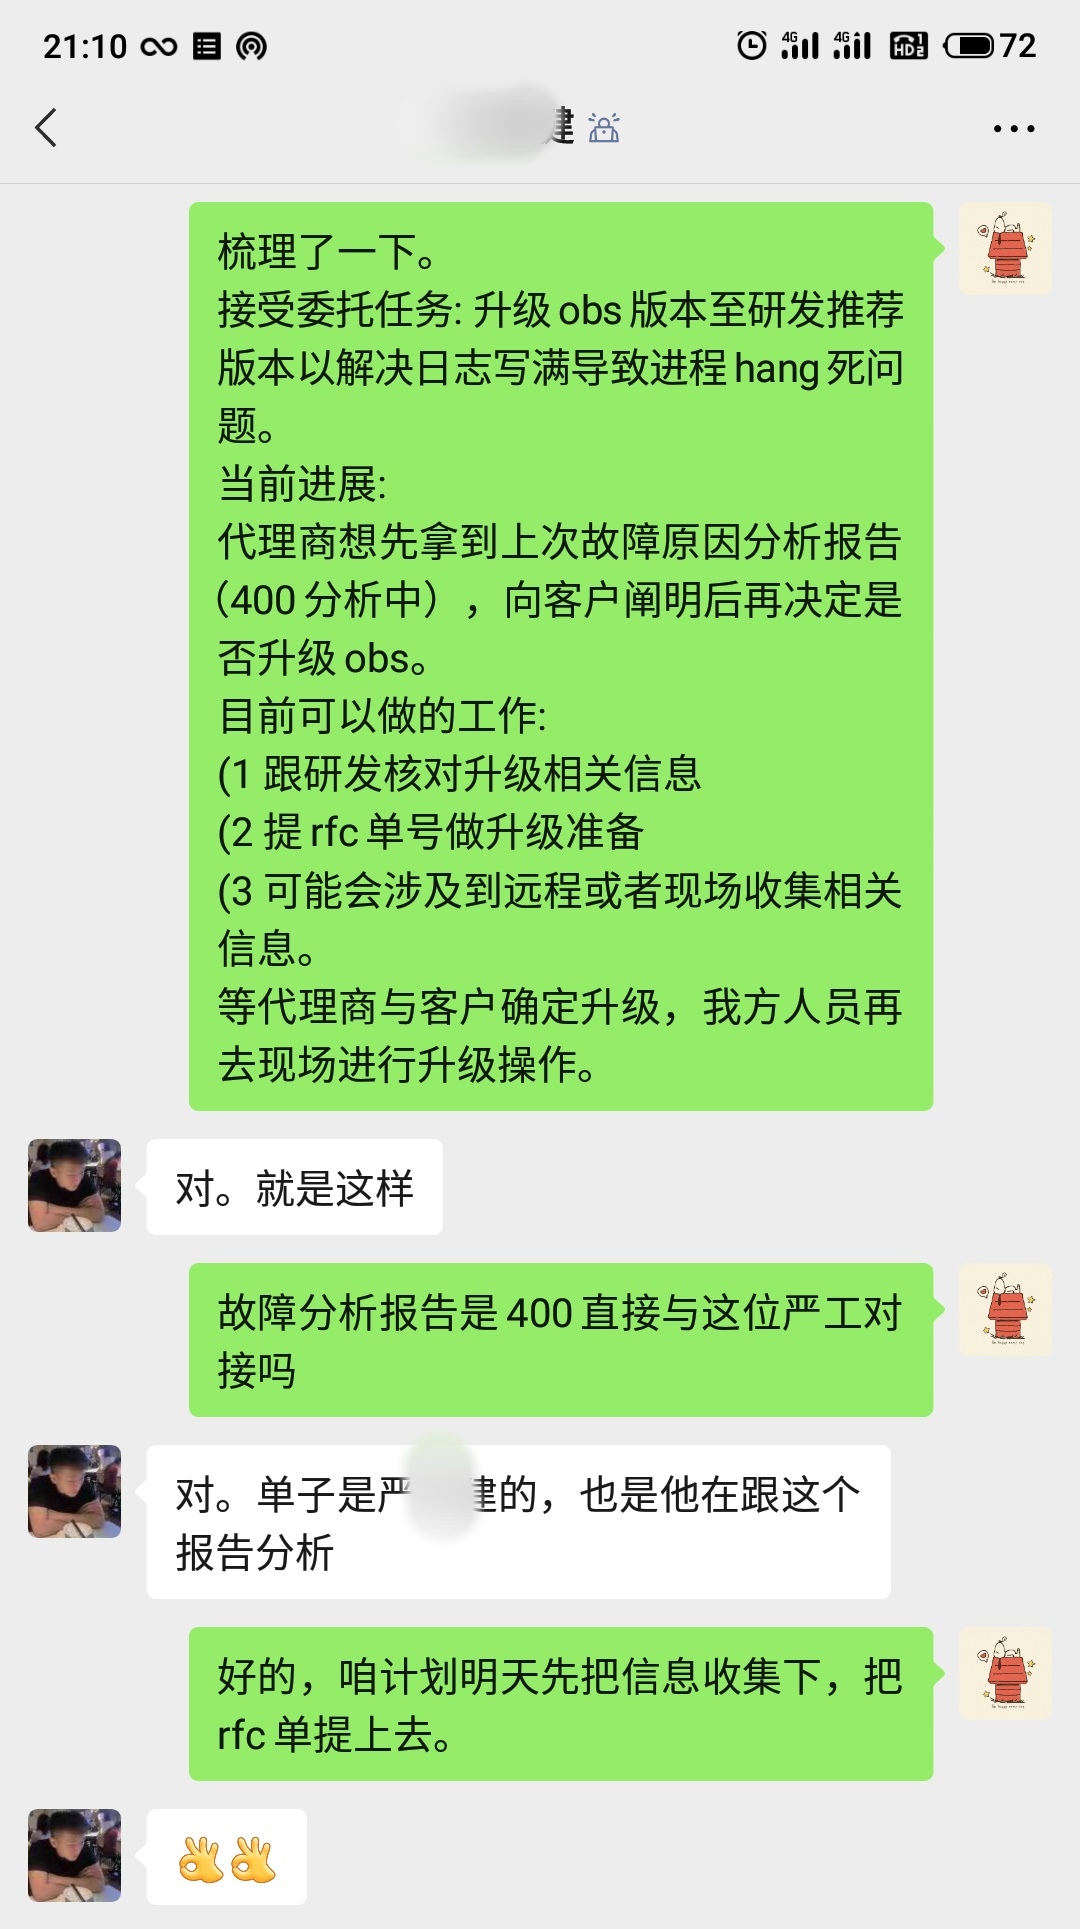 21:10
4G 4G HD 1 2 72
建
梳理了一下。
接受委托任务: 升级 obs 版本至研发推荐
版本以解决日志写满导致进程 hang 死问
题。
当前进展:
代理商想先拿到上次故障原因分析报告
（400 分析中），向客户阐明后再决定是
否升级 obs。
目前可以做的工作:
(1 跟研发核对升级相关信息
(2 提 rfc 单号做升级准备
(3 可能会涉及到远程或者现场收集相关
信息。
等代理商与客户确定升级，我方人员再
去现场进行升级操作。
对。就是这样
故障分析报告是 400 直接与这位严工对
接吗
对。单子是严 建的，也是他在跟这个
报告分析
好的，咱计划明天先把信息收集下，把
rfc 单提上去。
👌👌